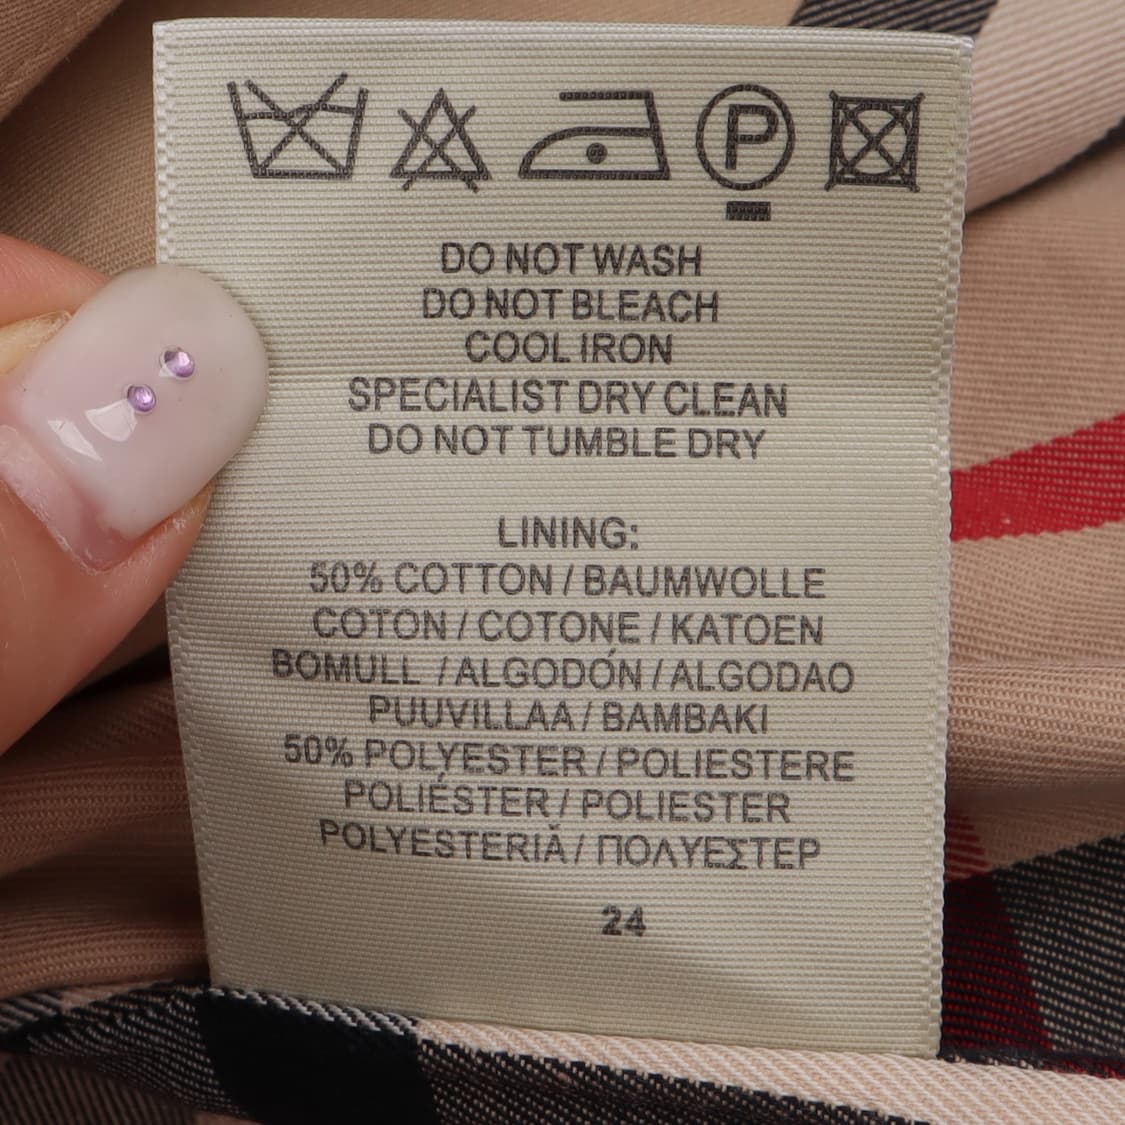 P
DO NOT WASH
DO NOT BLEACH
COOL IRON
SPECIALIST DRY CLEAN
DO NOT TUMBLE DRY
LINING:
50% COTTON / BAUMWOLLE
COTON / COTONE / KATOEN
BOMULL / ALGODÓN / ALGODAO
PUUVILLAA / BAMBAKI
50% POLYESTER / POLIESTERE
POLIÉSTER / POLIESTER
POLYESTERIÄ / ΠΟΛΥΕΣΤΕΡ
24